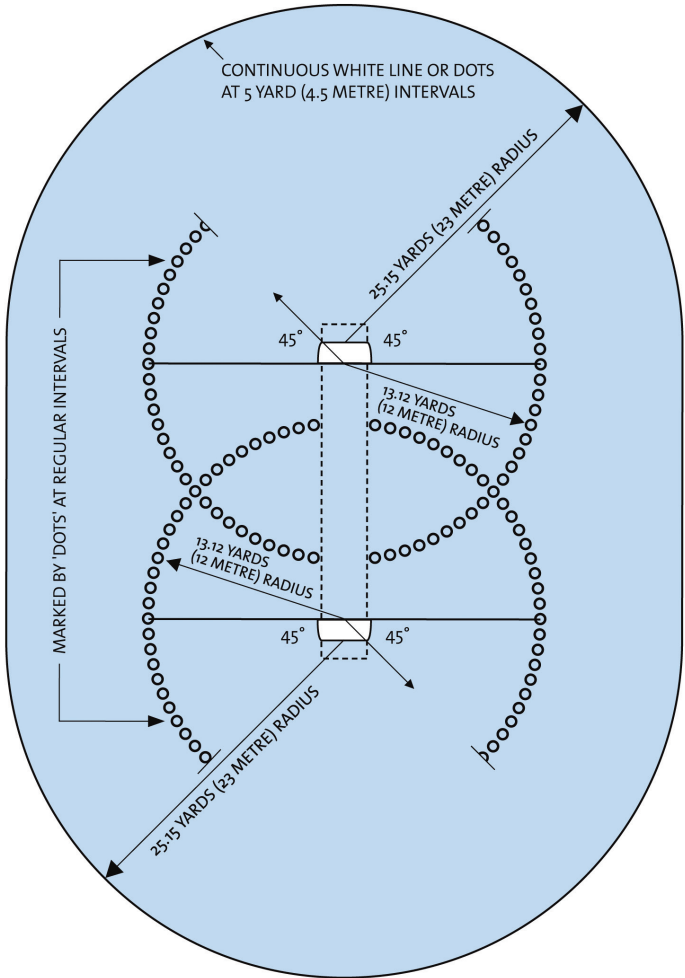 CONTINUOUS WHITE LINE OR DOTS
AT 5 YARD (4.5 METRE) INTERVALS
25.15 YARDS (23 METRE) RADIUS
45°
45°
13.12 YARDS
(12 METRE) RADIUS
MARKED BY 'DOTS' AT REGULAR INTERVALS
13.12 YARDS
(12 METRE) RADIUS
45°
45°
25.15 YARDS (23 METRE) RADIUS